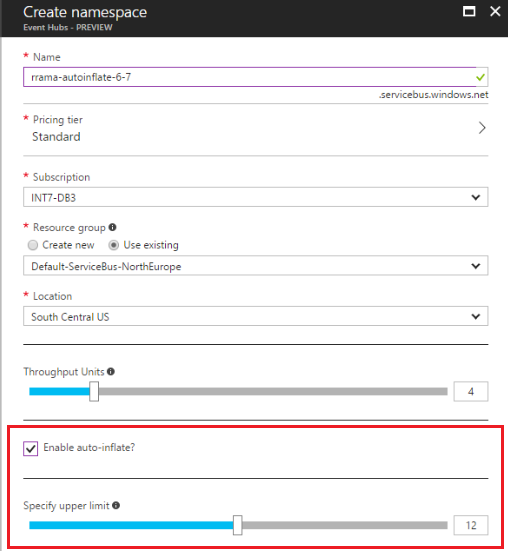 Create namespace
Event Hubs - PREVIEW
* Name
rrama-autoinflate-6-7
.servicebus.windows.net
* Pricing tier
Standard
* Subscription
INT7-DB3
* Resource group
Create new Use existing
Default-ServiceBus-NorthEurope
* Location
South Central US
Throughput Units
4
Enable auto-inflate?
Specify upper limit
12